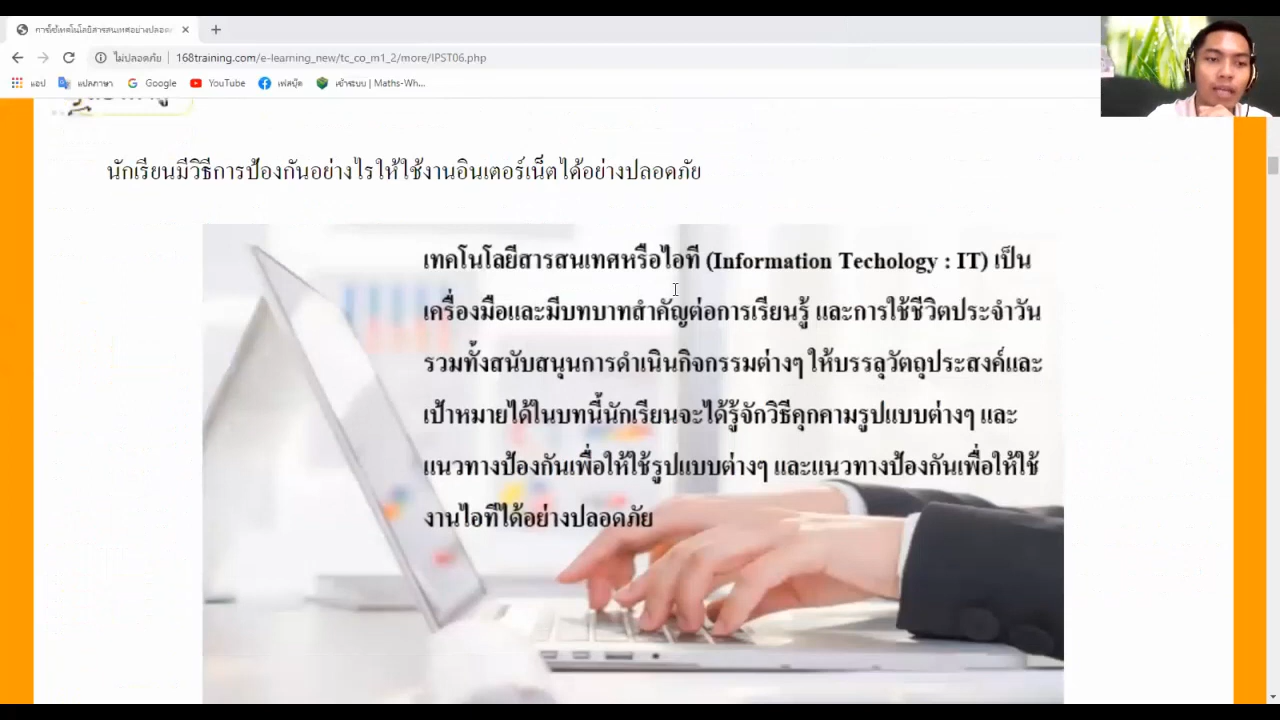 การใช้เทคโนโลยีสารสนเทศอย่างปลอดภ
ไม่ปลอดภัย 168training.com/e-learning_new/tc_co_m1_2/more/IPST06.php
แอป แปลภาษา Google YouTube เฟสบุ๊ค เข้าระบบ | Maths-Wh...
นักเรียนมีวิธีการป้องกันอย่างไรให้ใช้งานอินเตอร์เน็ตได้อย่างปลอดภัย
เทคโนโลยีสารสนเทศหรือไอที (Information Techology : IT) เป็น
เครื่องมือและมีบทบาทสำคัญต่อการเรียนรู้ และการใช้ชีวิตประจำวัน
รวมทั้งสนับสนุนการดำเนินกิจกรรมต่างๆ ให้บรรลุวัตถุประสงค์และ
เป้าหมายได้ในบทนี้นักเรียนจะได้รู้จักวิธีคุกคามรูปแบบต่างๆ และ
แนวทางป้องกันเพื่อให้ใช้รูปแบบต่างๆ และแนวทางป้องกันเพื่อให้ใช้
งานไอทีได้อย่างปลอดภัย